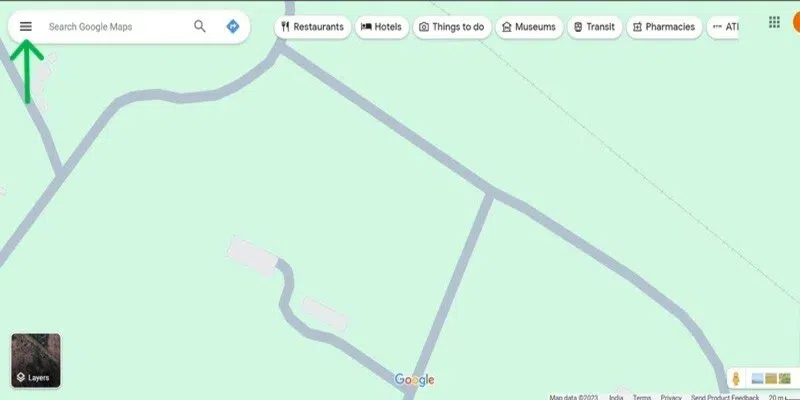 Search Google Maps
Restaurants
Hotels
Things to do
Museums
Transit
Pharmacies
ATI
Layers
Google
Map data ©2023 India Terms Privacy Send Product Feedback 20 m